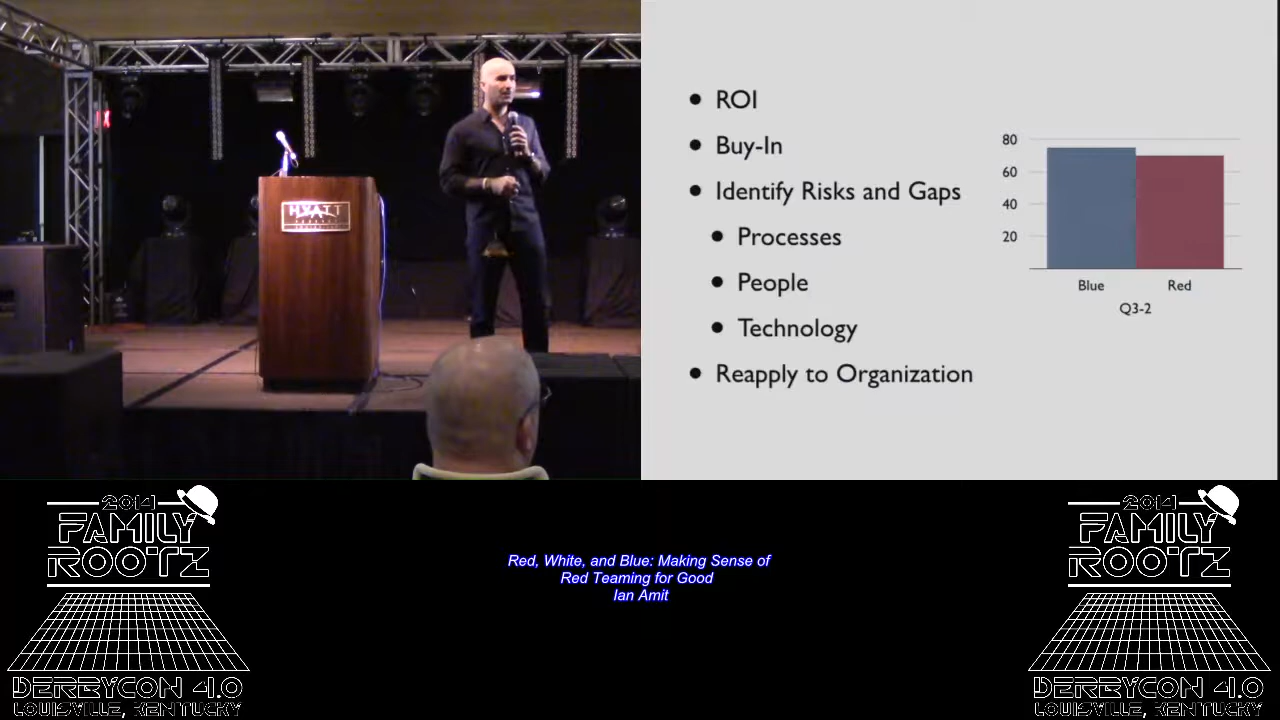 HYATT
ROI
Buy-In
Identify Risks and Gaps
Processes
People
Technology
Reapply to Organization
80
60
40
20
Blue
Red
Q3-2
2014
FAMILY
ROOTZ
DERBYCON 4.0
LOUISVILLE, KENTUCKY
Red, White, and Blue: Making Sense of
Red Teaming for Good
Ian Amit
2014
FAMILY
ROOTZ
DERBYCON 4.0
LOUISVILLE, KENTUCKY